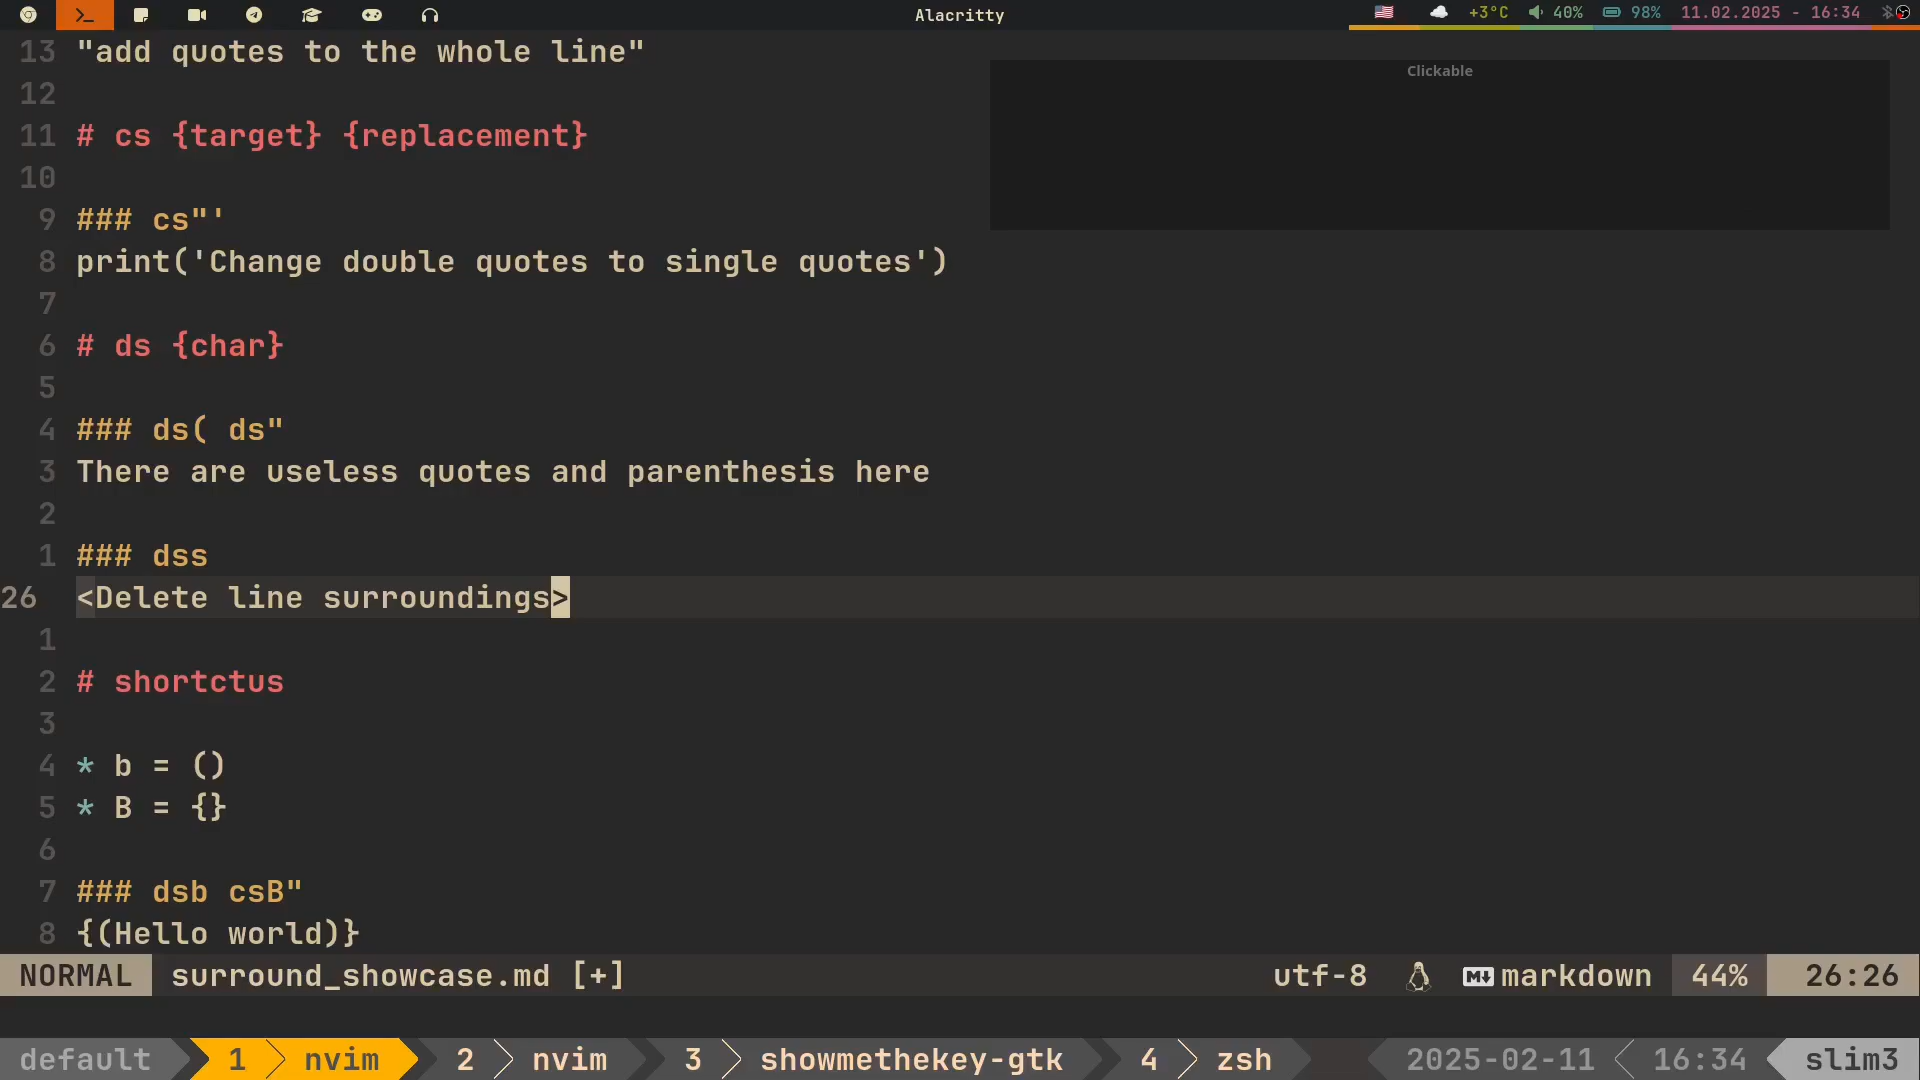 Alacritty
+3°C 40% 98% 11.02.2025 - 16:34
Clickable
13 "add quotes to the whole line"
12
11 # cs {target} {replacement}
10
9 ### cs"'
8 print('Change double quotes to single quotes')
7
6 # ds {char}
5
4 ### ds( ds"
3 There are useless quotes and parenthesis here
2
1 ### dss
26 <Delete line surroundings>
1
2 # shortctus
3
4 * b = ()
5 * B = {}
6
7 ### dsb csB"
8 {(Hello world)}
NORMAL surround_showcase.md [+] utf-8 markdown 44% 26:26
default 1 nvim 2 nvim 3 showmethekey-gtk 4 zsh 2025-02-11 16:34 slim3